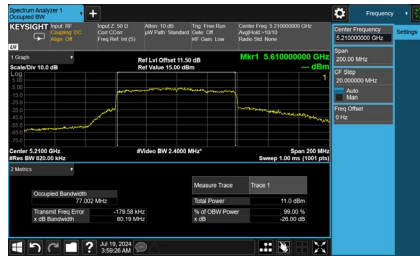 Spectrum Analyzer 1
Occupied BW
+
Frequency
KEYSIGHT Input: RF
Coupling: DC
Align: Off
Input Z: 50 Ω
Corr CCorr
Freq Ref: Int (S)
Atten: 10 dB
µW Path: Standard
Trig: Free Run
Gate: Off
#IF Gain: Low
Center Freq: 5.210000000 GHz
Avg|Hold:>10/10
Radio Std: None
Center Frequency
5.210000000 GHz
Settings
Span
200.00 MHz
CF Step
20.000000 MHz
Auto
Man
Freq Offset
0 Hz
1 Graph
Scale/Div 10.0 dB
Ref Lvl Offset 11.50 dB
Ref Value 15.00 dBm
Mkr1 5.610000000 GHz
--- dBm
Log
1
Center 5.2100 GHz
#Res BW 820.00 kHz
#Video BW 2.4000 MHz*
Span 200 MHz
Sweep 1.00 ms (1001 pts)
2 Metrics
Occupied Bandwidth
77.002 MHz
Transmit Freq Error -179.58 kHz
x dB Bandwidth 80.19 MHz
Measure Trace Trace 1
Total Power 11.0 dBm
% of OBW Power 99.00 %
x dB -26.00 dB
?
Jul 19, 2024
3:59:26 AM